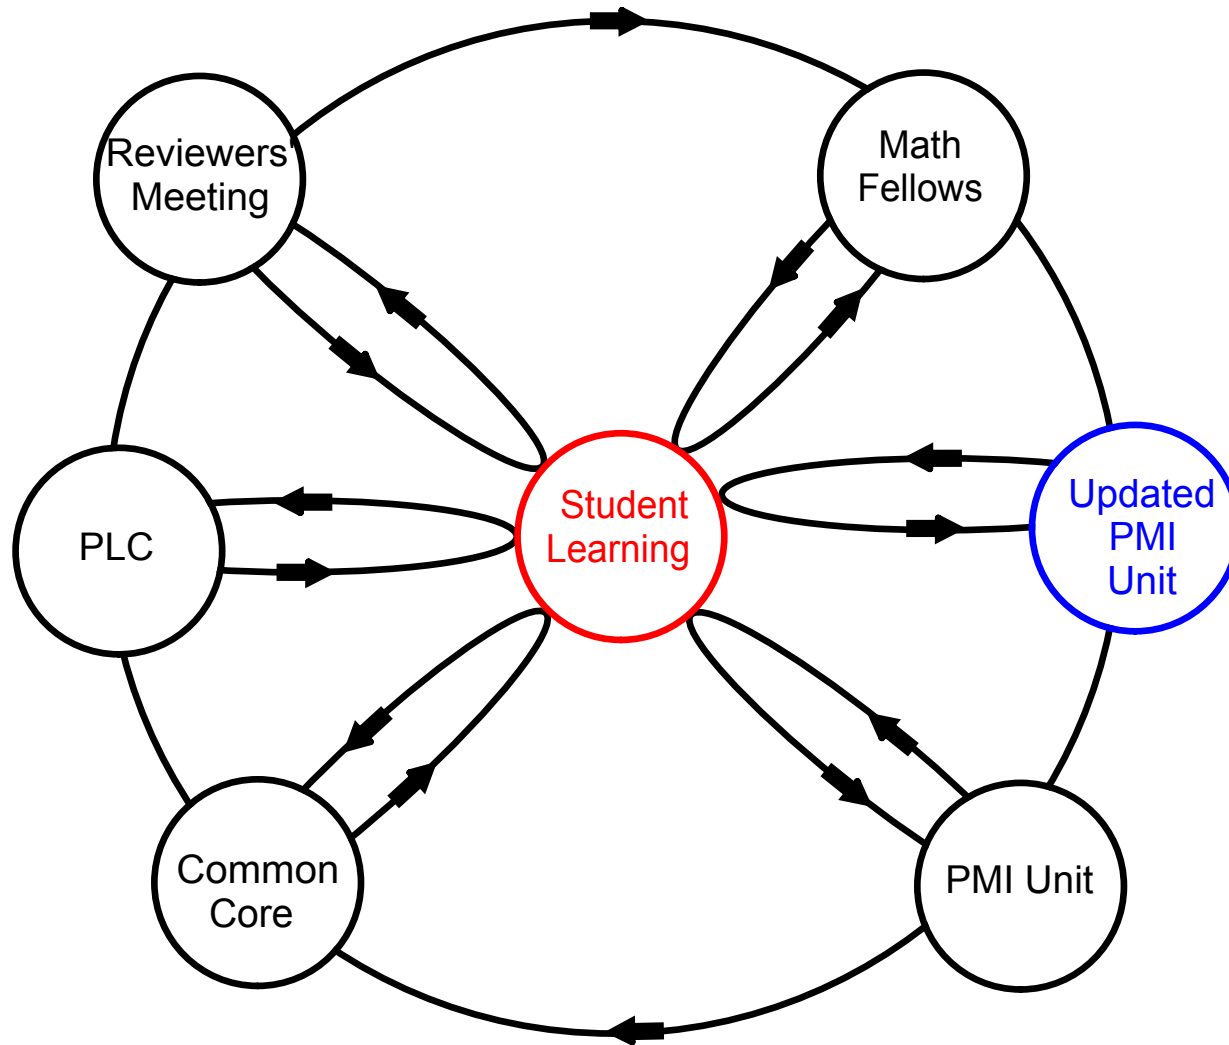 Reviewers'
Meeting
Math
Fellows
Student
Learning
Updated
PMI
Unit
PLC
Common
Core
PMI Unit